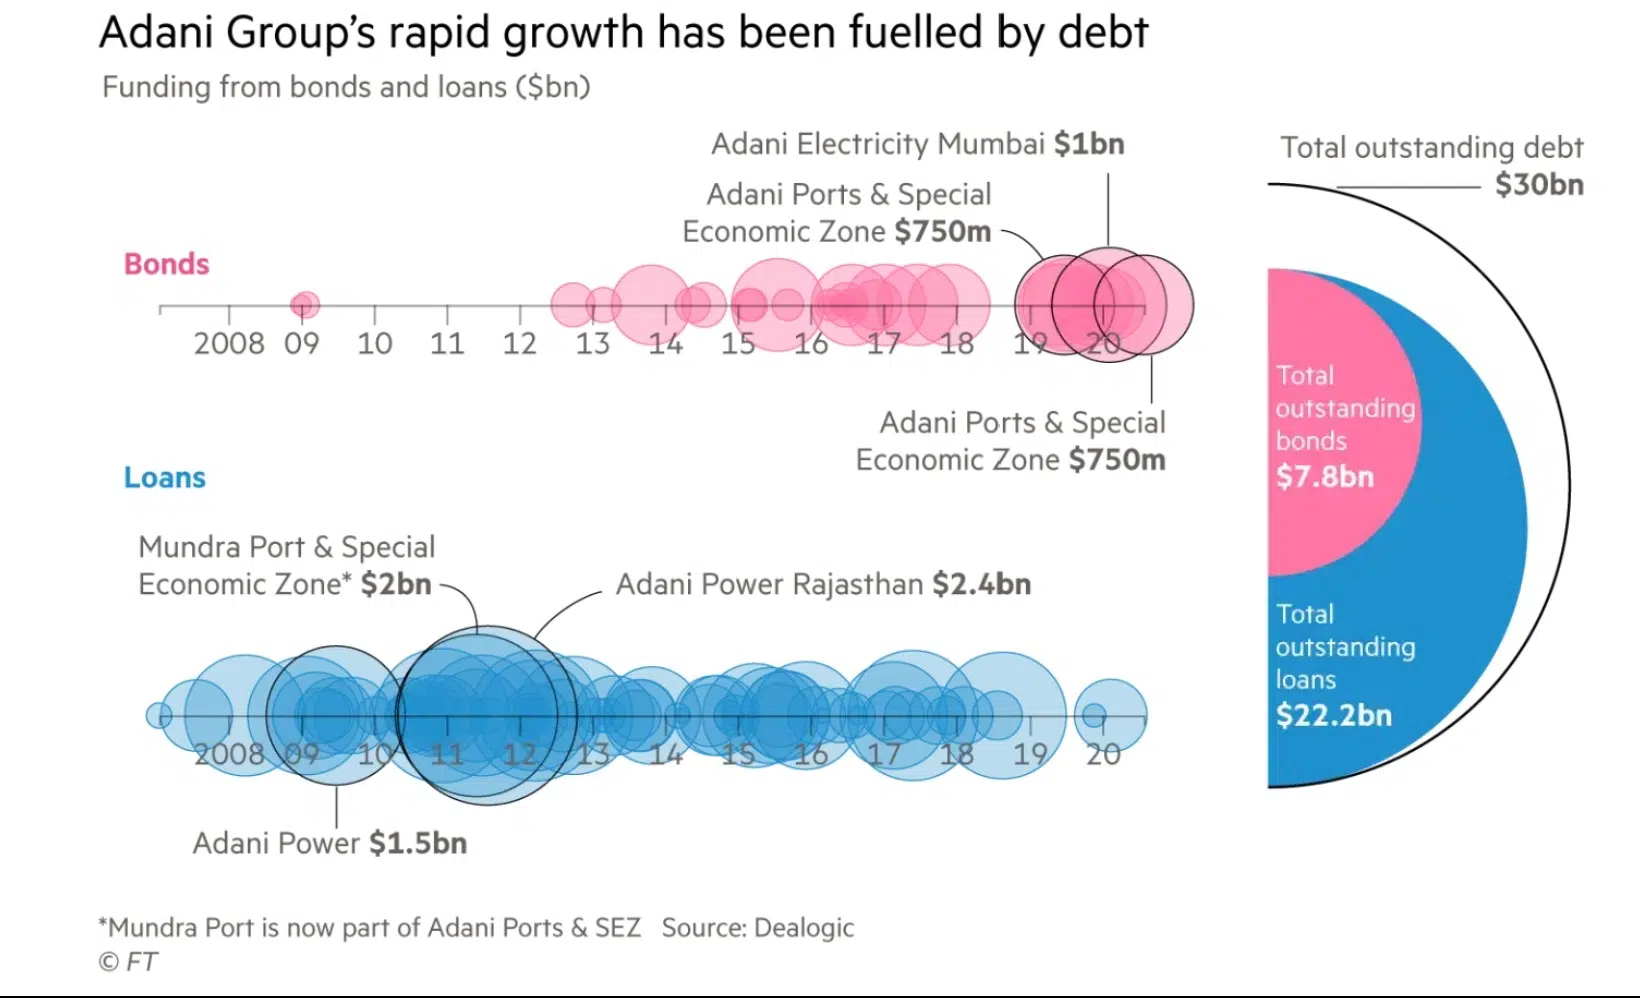 Adani Group's rapid growth has been fuelled by debt
Funding from bonds and loans ($bn)
Adani Electricity Mumbai $1bn
Adani Ports & Special
Economic Zone $750m
Bonds
2008 09 10 11 12 13 14 15 16 17 18 19 20
Adani Ports & Special
Economic Zone $750m
Loans
Mundra Port & Special
Economic Zone* $2bn
Adani Power Rajasthan $2.4bn
2008 09 10 11 12 13 14 15 16 17 18 19 20
Adani Power $1.5bn
Total outstanding debt
$30bn
Total
outstanding
bonds
$7.8bn
Total
outstanding
loans
$22.2bn
*Mundra Port is now part of Adani Ports & SEZ Source: Dealogic
© FT